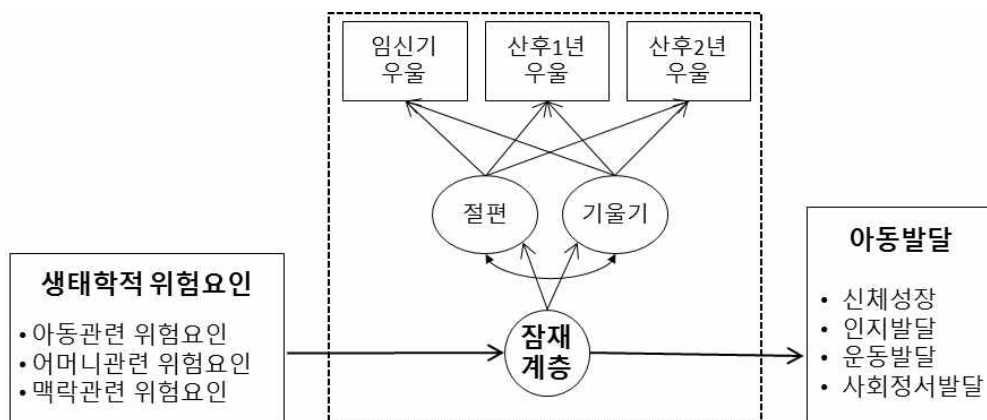 임신기
우울
산후1년
우울
산후2년
우울
절편
기울기
생태학적 위험요인
• 아동관련 위험요인
• 어머니관련 위험요인
• 맥락관련 위험요인
잠재
계층
아동발달
• 신체성장
• 인지발달
• 운동발달
• 사회정서발달